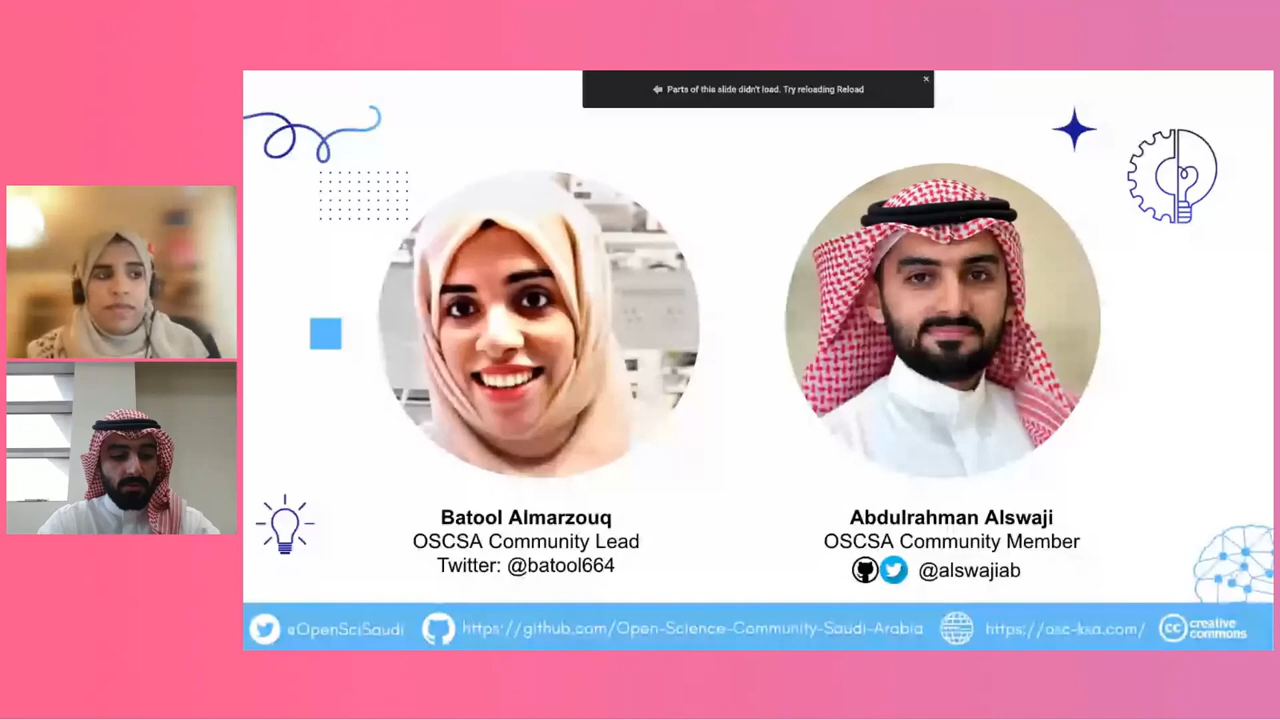 Parts of this slide didn't load. Try reloading Reload
Batool Almarzouq
OSCSA Community Lead
Twitter: @batool664
Abdulrahman Alswaji
OSCSA Community Member
@alswajiab
@OpenSciSaudi
https://github.com/Open-Science-Community-Saudi-Arabia
https://osc-ksa.com/
cc creative
commons